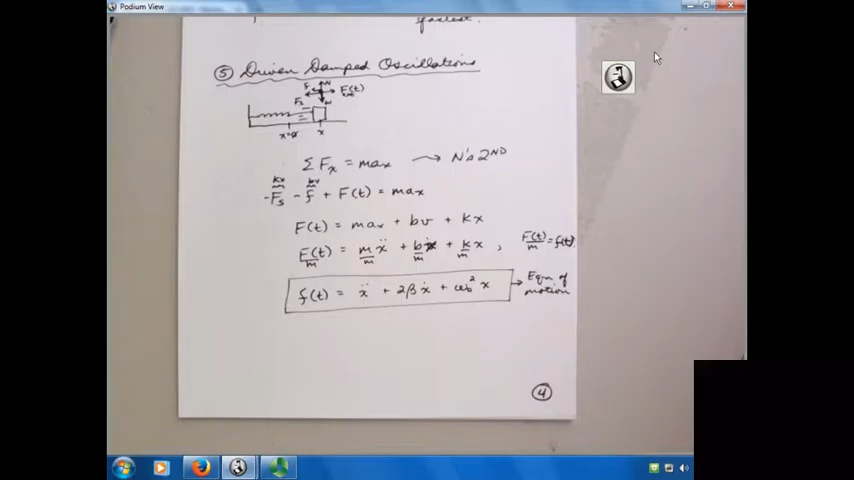 Podium View
fastest.
⑤ Driven Damped Oscillations
N
F(t)
Fs
x=0 x
ΣFx = max → N's 2ND
kx bv
-Fs - f + F(t) = max
F(t) = max + bv + kx
F(t)/m = m/m ẍ + b/m ẋ + k/m x , F(t)/m = f(t).
f(t) = ẍ + 2βẋ + ω₀² x → Eqn of motion
④